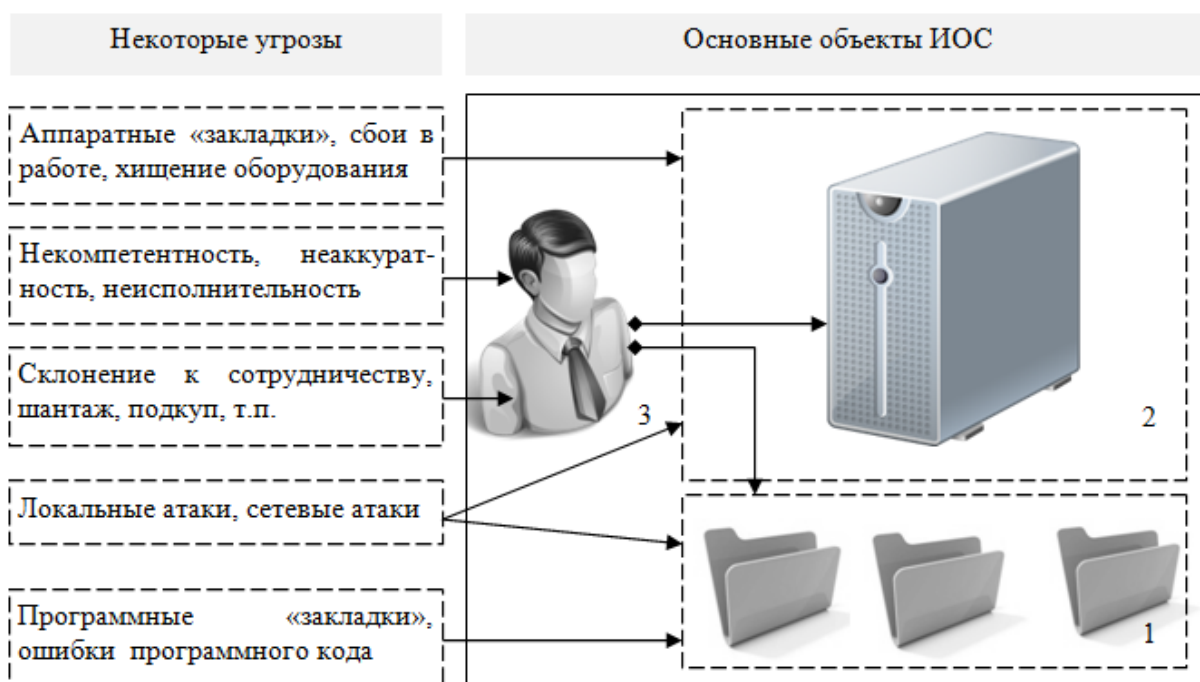 Некоторые угрозы
Основные объекты ИОС
Аппаратные «закладки», сбои в
работе, хищение оборудования
Некомпетентность, неаккурат-
ность, неисполнительность
Склонение к сотрудничеству,
шантаж, подкуп, т.п.
3
2
Локальные атаки, сетевые атаки
Программные «закладки»,
ошибки программного кода
1